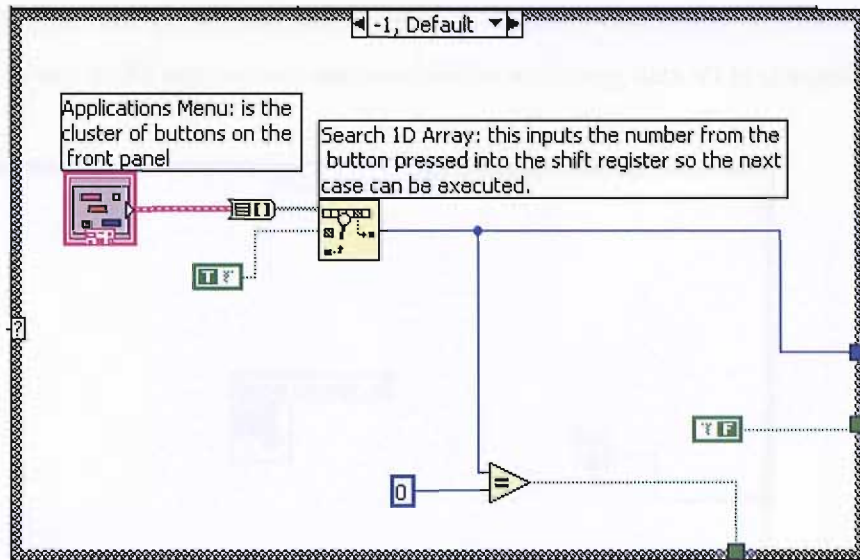 -1, Default
Applications Menu: is the
cluster of buttons on the
front panel
Search 1D Array: this inputs the number from the
button pressed into the shift register so the next
case can be executed.
T
?
F
0
=